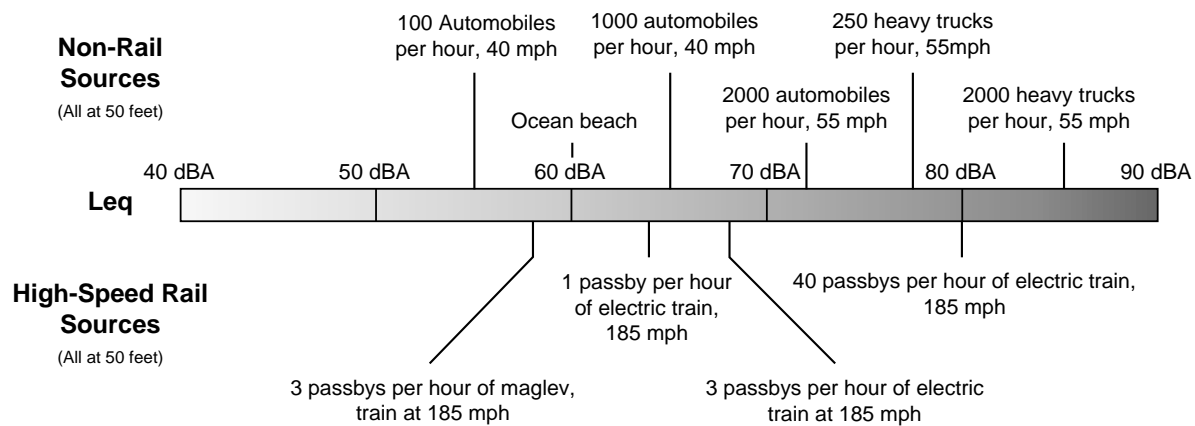 Non-Rail
Sources
(All at 50 feet)
100 Automobiles
per hour, 40 mph
1000 automobiles
per hour, 40 mph
250 heavy trucks
per hour, 55mph
Ocean beach
2000 automobiles
per hour, 55 mph
2000 heavy trucks
per hour, 55 mph
40 dBA
50 dBA
60 dBA
70 dBA
80 dBA
90 dBA
Leq
High-Speed Rail
Sources
(All at 50 feet)
1 passby per hour
of electric train,
185 mph
40 passbys per hour of electric train,
185 mph
3 passbys per hour of maglev,
train at 185 mph
3 passbys per hour of electric
train at 185 mph